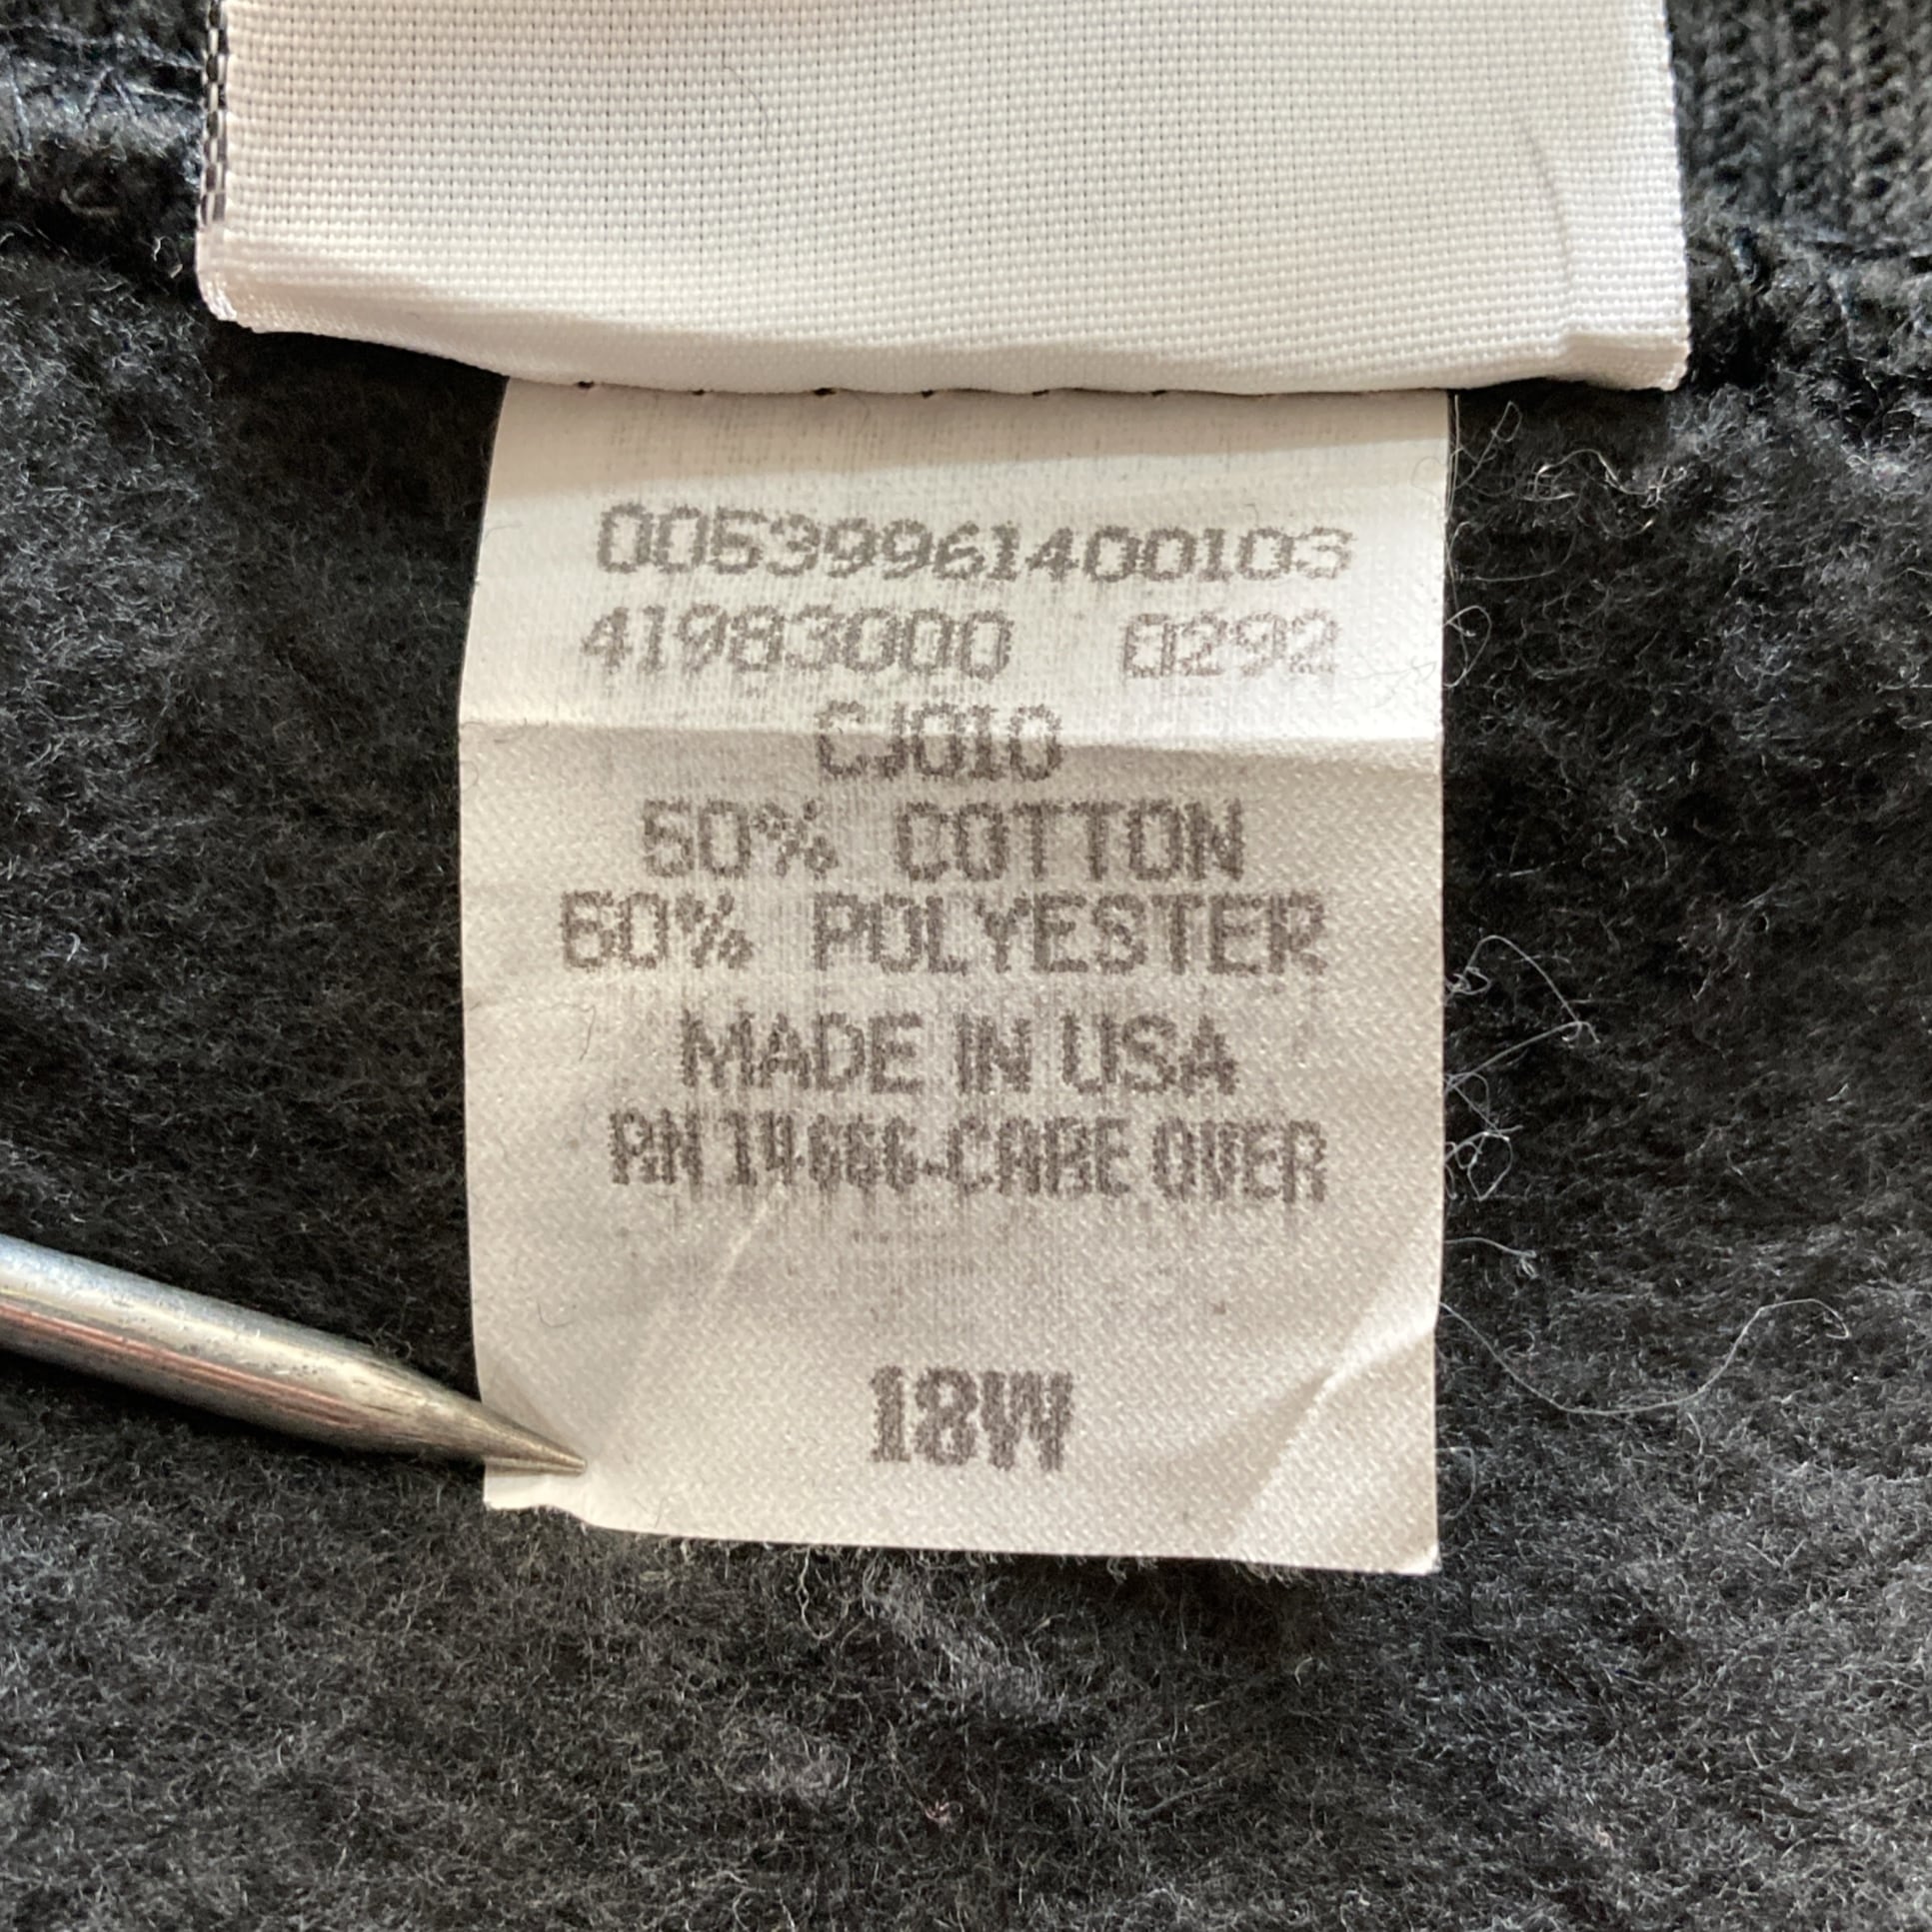 00539961400103
41983000 0292
CJ010
50% COTTON
50% POLYESTER
MADE IN USA
RN 14666-CARE OVER
18W